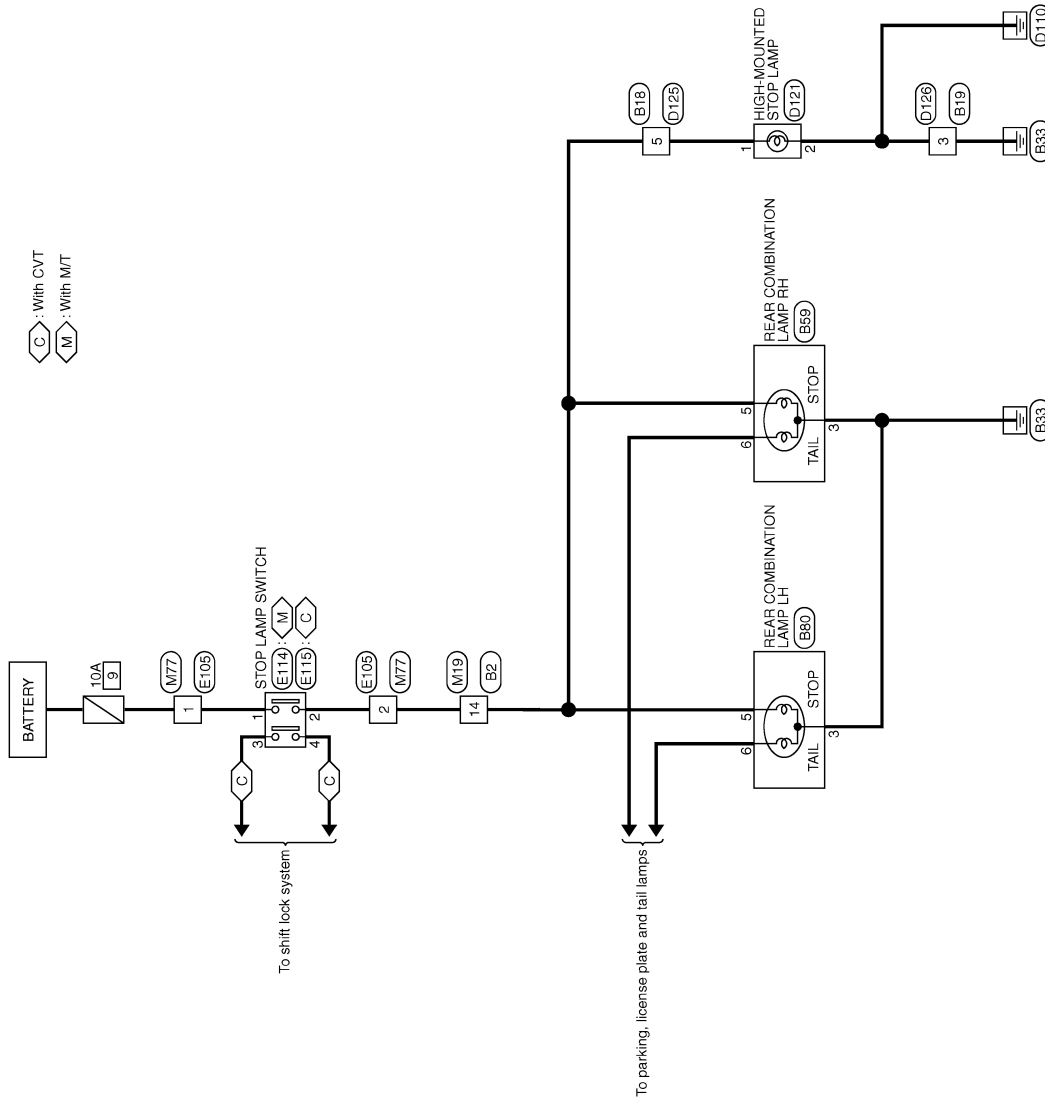 C : With CVT
M : With M/T
BATTERY
10A
9
M77
1
E105
STOP LAMP SWITCH
E114 : M
E115 : C
1
3
2
4
C
C
To shift lock system
E105
2
M77
M19
14
B2
B18
5
D125
HIGH-MOUNTED
STOP LAMP
D121
1
2
D126
3
B19
B33
D110
REAR COMBINATION
LAMP RH
B59
5
6
STOP
TAIL
3
B33
REAR COMBINATION
LAMP LH
B80
5
6
STOP
TAIL
3
To parking, license plate and tail lamps